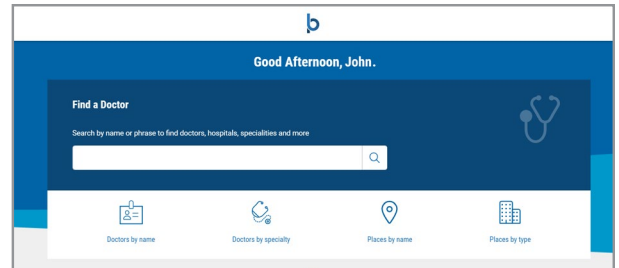 b
Good Afternoon, John.
Find a Doctor
Search by name or phrase to find doctors, hospitals, specialities and more
Doctors by name
Doctors by specialty
Places by name
Places by type